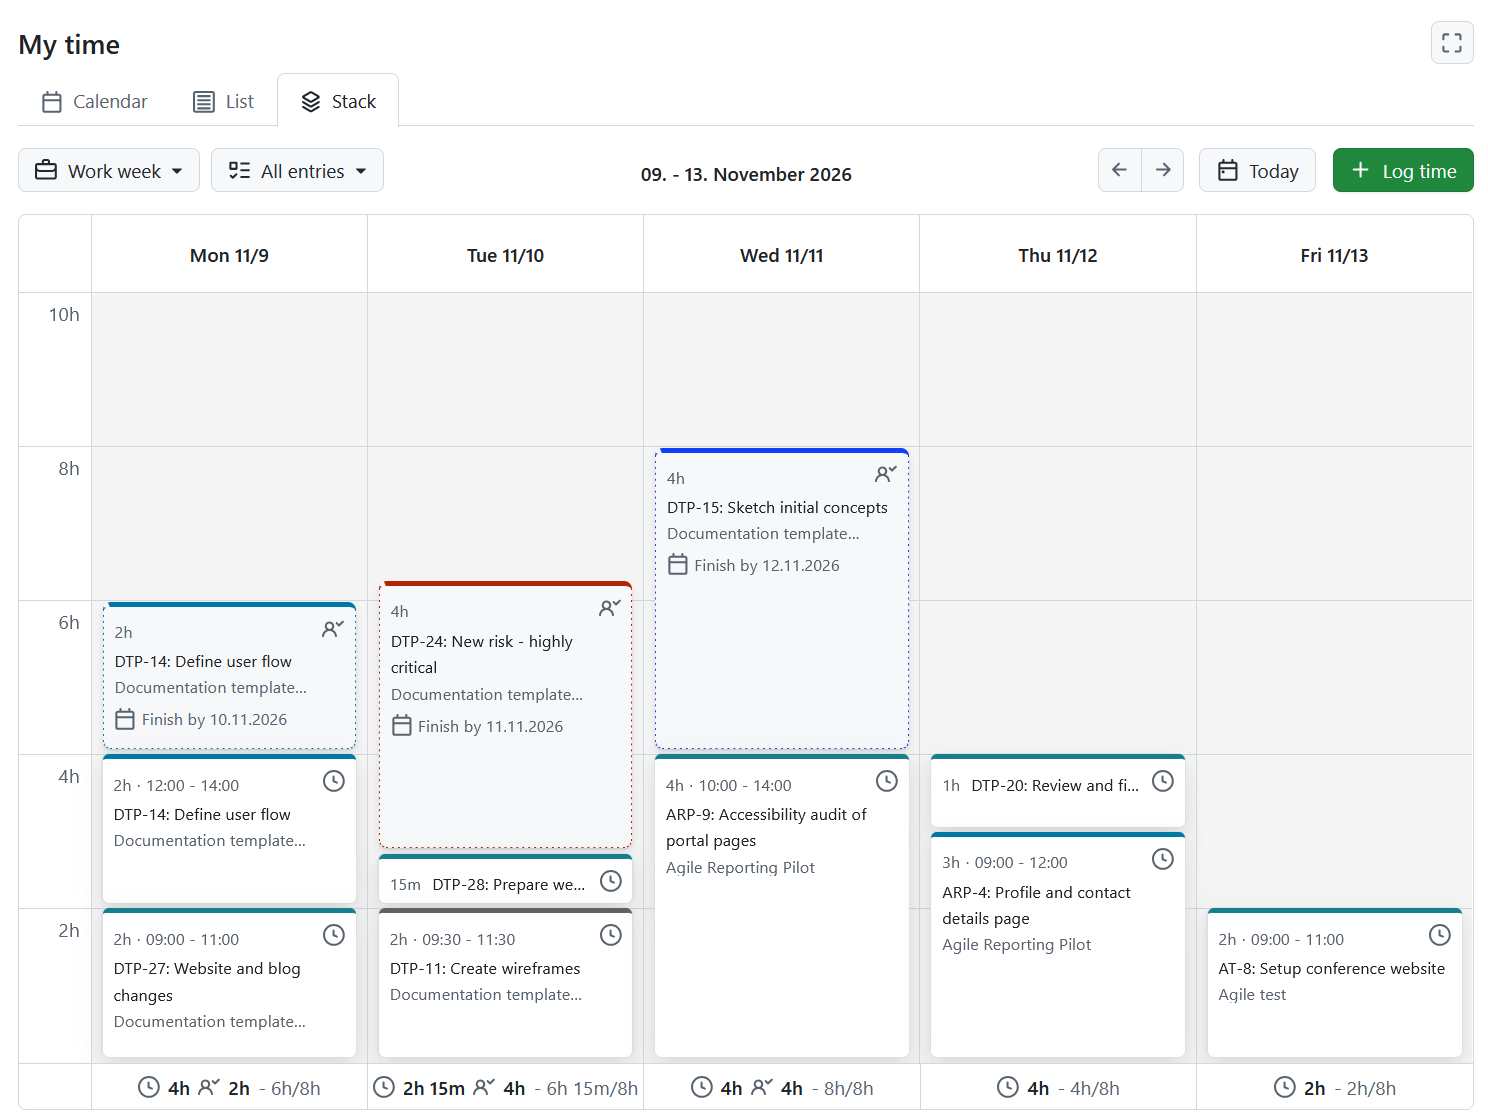 My time
Calendar
List
Stack
Work week
All entries
09. - 13. November 2026
Today
Log time
Mon 11/9
Tue 11/10
Wed 11/11
Thu 11/12
Fri 11/13
10h
8h
6h
4h
2h
2h
DTP-14: Define user flow
Documentation template...
Finish by 10.11.2026
2h · 12:00 - 14:00
DTP-14: Define user flow
Documentation template...
2h · 09:00 - 11:00
DTP-27: Website and blog
changes
Documentation template...
4h
DTP-24: New risk - highly
critical
Documentation template...
Finish by 11.11.2026
15m DTP-28: Prepare we...
2h · 09:30 - 11:30
DTP-11: Create wireframes
Documentation template...
4h
DTP-15: Sketch initial concepts
Documentation template...
Finish by 12.11.2026
4h · 10:00 - 14:00
ARP-9: Accessibility audit of
portal pages
Agile Reporting Pilot
1h DTP-20: Review and fi...
3h · 09:00 - 12:00
ARP-4: Profile and contact
details page
Agile Reporting Pilot
2h · 09:00 - 11:00
AT-8: Setup conference website
Agile test
4h 2h - 6h/8h
2h 15m 4h - 6h 15m/8h
4h 4h - 8h/8h
4h - 4h/8h
2h - 2h/8h